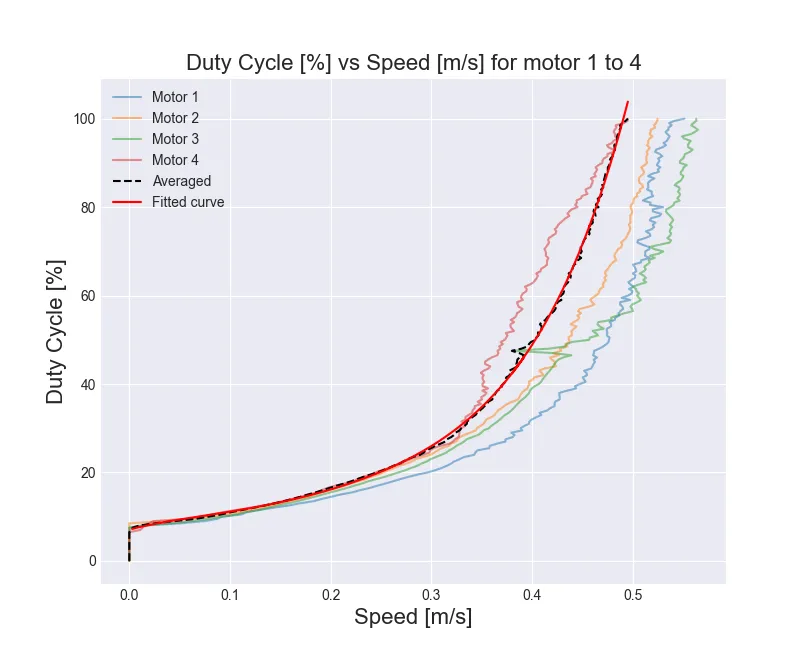 Duty Cycle [%] vs Speed [m/s] for motor 1 to 4
Motor 1
Motor 2
Motor 3
Motor 4
Averaged
Fitted curve
100
80
60
40
20
0
Duty Cycle [%]
0.0 0.1 0.2 0.3 0.4 0.5
Speed [m/s]